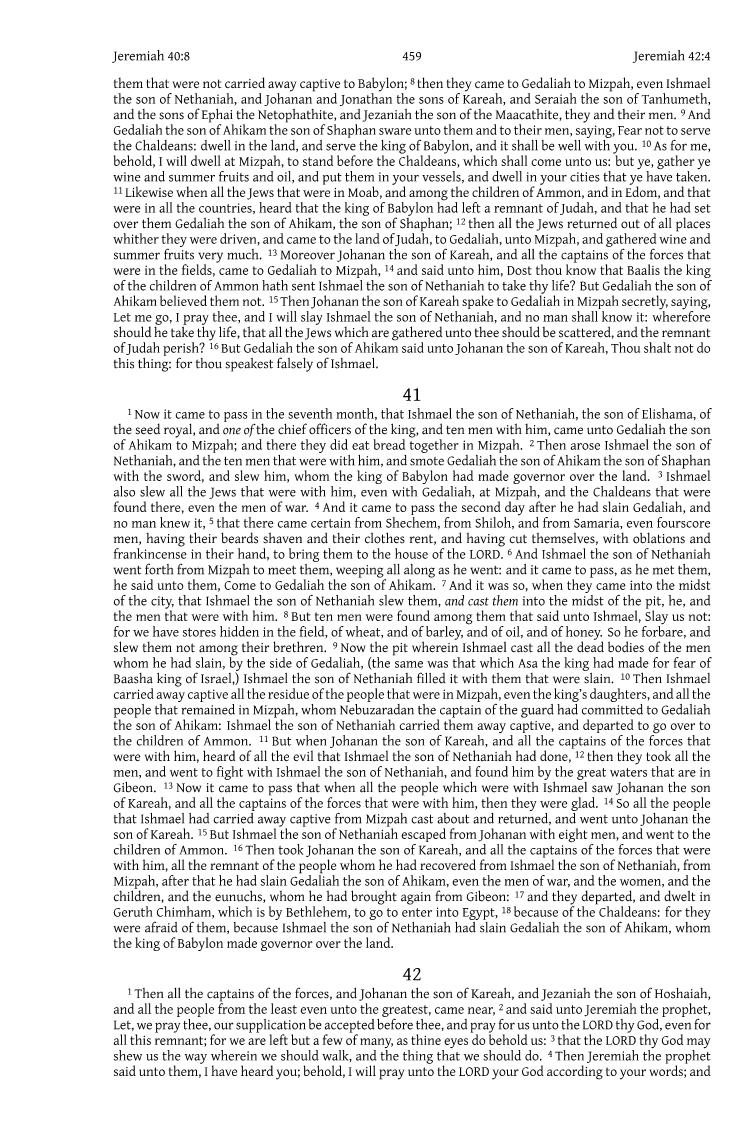 Jeremiah 40:8 459 Jeremiah 42:4
them that were not carried away captive to Babylon; 8 then they came to Gedaliah to Mizpah, even Ishmael
the son of Nethaniah, and Johanan and Jonathan the sons of Kareah, and Seraiah the son of Tanhumeth,
and the sons of Ephai the Netophathite, and Jezaniah the son of the Maacathite, they and their men. 9 And
Gedaliah the son of Ahikam the son of Shaphan sware unto them and to their men, saying, Fear not to serve
the Chaldeans: dwell in the land, and serve the king of Babylon, and it shall be well with you. 10 As for me,
behold, I will dwell at Mizpah, to stand before the Chaldeans, which shall come unto us: but ye, gather ye
wine and summer fruits and oil, and put them in your vessels, and dwell in your cities that ye have taken.
11 Likewise when all the Jews that were in Moab, and among the children of Ammon, and in Edom, and that
were in all the countries, heard that the king of Babylon had left a remnant of Judah, and that he had set
over them Gedaliah the son of Ahikam, the son of Shaphan; 12 then all the Jews returned out of all places
whither they were driven, and came to the land of Judah, to Gedaliah, unto Mizpah, and gathered wine and
summer fruits very much. 13 Moreover Johanan the son of Kareah, and all the captains of the forces that
were in the fields, came to Gedaliah to Mizpah, 14 and said unto him, Dost thou know that Baalis the king
of the children of Ammon hath sent Ishmael the son of Nethaniah to take thy life? But Gedaliah the son of
Ahikam believed them not. 15 Then Johanan the son of Kareah spake to Gedaliah in Mizpah secretly, saying,
Let me go, I pray thee, and I will slay Ishmael the son of Nethaniah, and no man shall know it: wherefore
should he take thy life, that all the Jews which are gathered unto thee should be scattered, and the remnant
of Judah perish? 16 But Gedaliah the son of Ahikam said unto Johanan the son of Kareah, Thou shalt not do
this thing: for thou speakest falsely of Ishmael.
41
1 Now it came to pass in the seventh month, that Ishmael the son of Nethaniah, the son of Elishama, of
the seed royal, and one of the chief officers of the king, and ten men with him, came unto Gedaliah the son
of Ahikam to Mizpah; and there they did eat bread together in Mizpah. 2 Then arose Ishmael the son of
Nethaniah, and the ten men that were with him, and smote Gedaliah the son of Ahikam the son of Shaphan
with the sword, and slew him, whom the king of Babylon had made governor over the land. 3 Ishmael
also slew all the Jews that were with him, even with Gedaliah, at Mizpah, and the Chaldeans that were
found there, even the men of war. 4 And it came to pass the second day after he had slain Gedaliah, and
no man knew it, 5 that there came certain from Shechem, from Shiloh, and from Samaria, even fourscore
men, having their beards shaven and their clothes rent, and having cut themselves, with oblations and
frankincense in their hand, to bring them to the house of the LORD. 6 And Ishmael the son of Nethaniah
went forth from Mizpah to meet them, weeping all along as he went: and it came to pass, as he met them,
he said unto them, Come to Gedaliah the son of Ahikam. 7 And it was so, when they came into the midst
of the city, that Ishmael the son of Nethaniah slew them, and cast them into the midst of the pit, he, and
the men that were with him. 8 But ten men were found among them that said unto Ishmael, Slay us not:
for we have stores hidden in the field, of wheat, and of barley, and of oil, and of honey. So he forbare, and
slew them not among their brethren. 9 Now the pit wherein Ishmael cast all the dead bodies of the men
whom he had slain, by the side of Gedaliah, (the same was that which Asa the king had made for fear of
Baasha king of Israel,) Ishmael the son of Nethaniah filled it with them that were slain. 10 Then Ishmael
carried away captive all the residue of the people that were in Mizpah, even the king's daughters, and all the
people that remained in Mizpah, whom Nebuzaradan the captain of the guard had committed to Gedaliah
the son of Ahikam: Ishmael the son of Nethaniah carried them away captive, and departed to go over to
the children of Ammon. 11 But when Johanan the son of Kareah, and all the captains of the forces that
were with him, heard of all the evil that Ishmael the son of Nethaniah had done, 12 then they took all the
men, and went to fight with Ishmael the son of Nethaniah, and found him by the great waters that are in
Gibeon. 13 Now it came to pass that when all the people which were with Ishmael saw Johanan the son
of Kareah, and all the captains of the forces that were with him, then they were glad. 14 So all the people
that Ishmael had carried away captive from Mizpah cast about and returned, and went unto Johanan the
son of Kareah. 15 But Ishmael the son of Nethaniah escaped from Johanan with eight men, and went to the
children of Ammon. 16 Then took Johanan the son of Kareah, and all the captains of the forces that were
with him, all the remnant of the people whom he had recovered from Ishmael the son of Nethaniah, from
Mizpah, after that he had slain Gedaliah the son of Ahikam, even the men of war, and the women, and the
children, and the eunuchs, whom he had brought again from Gibeon: 17 and they departed, and dwelt in
Geruth Chimham, which is by Bethlehem, to go to enter into Egypt, 18 because of the Chaldeans: for they
were afraid of them, because Ishmael the son of Nethaniah had slain Gedaliah the son of Ahikam, whom
the king of Babylon made governor over the land.
42
1 Then all the captains of the forces, and Johanan the son of Kareah, and Jezaniah the son of Hoshaiah,
and all the people from the least even unto the greatest, came near, 2 and said unto Jeremiah the prophet,
Let, we pray thee, our supplication be accepted before thee, and pray for us unto the LORD thy God, even for
all this remnant; for we are left but a few of many, as thine eyes do behold us: 3 that the LORD thy God may
shew us the way wherein we should walk, and the thing that we should do. 4 Then Jeremiah the prophet
said unto them, I have heard you; behold, I will pray unto the LORD your God according to your words; and